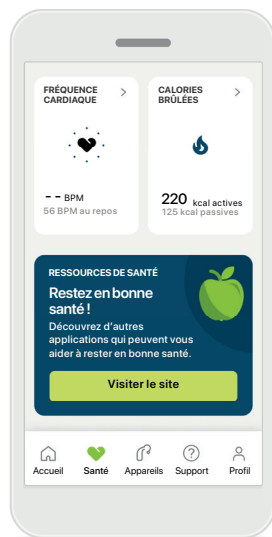 FRÉQUENCE
CARDIAQUE
CALORIES
BRÛLÉES
-- BPM
56 BPM au repos
220 kcal actives
125 kcal passives
RESSOURCES DE SANTÉ
Restez en bonne
santé !
Découvrez d'autres
applications qui peuvent vous
aider à rester en bonne santé.
Visiter le site
Accueil Santé Appareils Support Profil